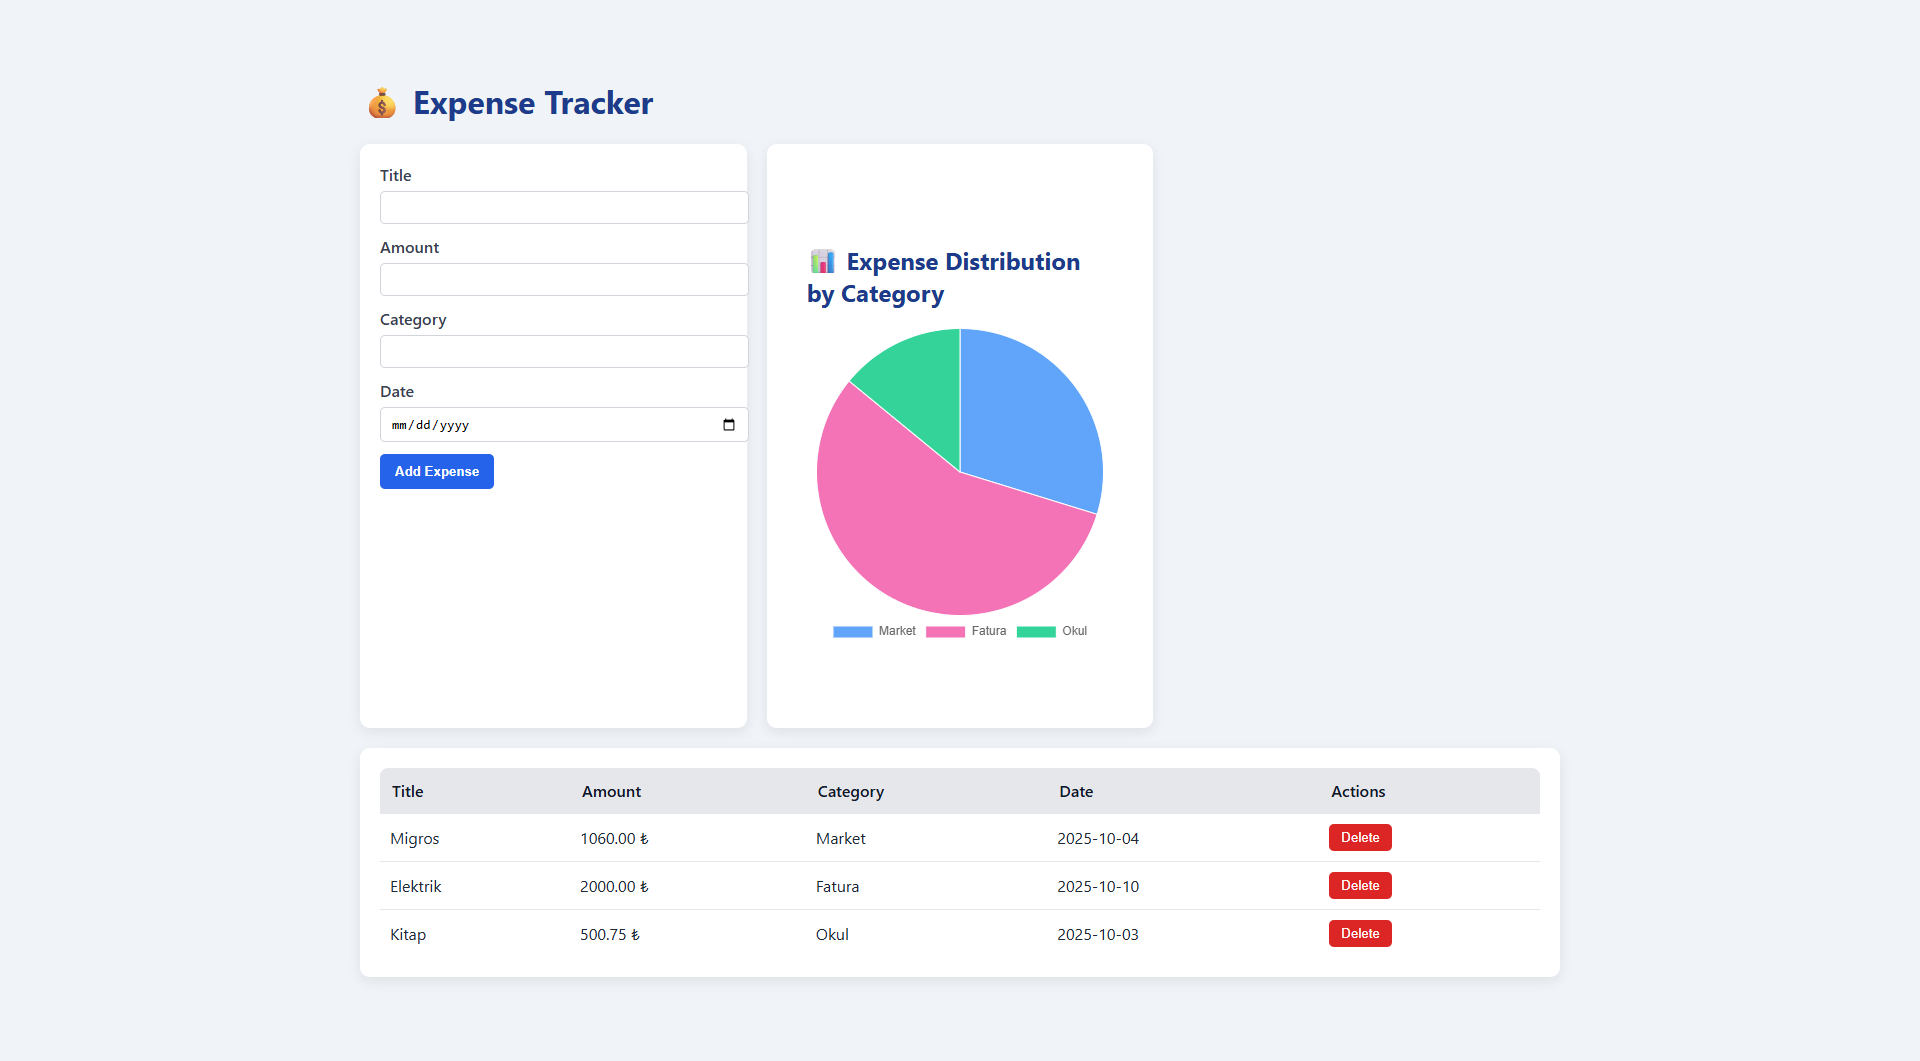 💰 Expense Tracker
Title
Amount
Category
Date
mm/dd/yyyy
Add Expense
📊 Expense Distribution
by Category
Market Fatura Okul
Title Amount Category Date Actions
Migros 1060.00 ₺ Market 2025-10-04 Delete
Elektrik 2000.00 ₺ Fatura 2025-10-10 Delete
Kitap 500.75 ₺ Okul 2025-10-03 Delete